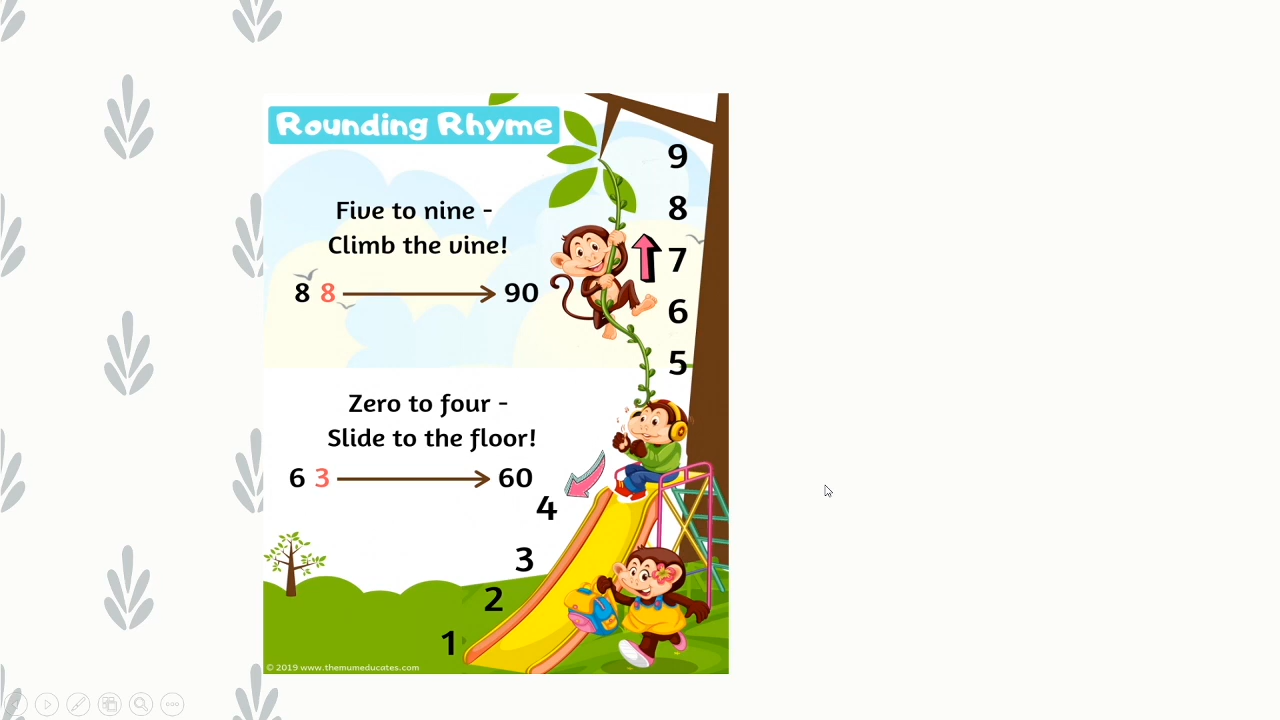 Rounding Rhyme
9
8
7
6
5
Five to nine -
Climb the vine!
8 8 90
Zero to four -
Slide to the floor!
6 3 60
4
3
2
1
© 2019 www.themumeducates.com